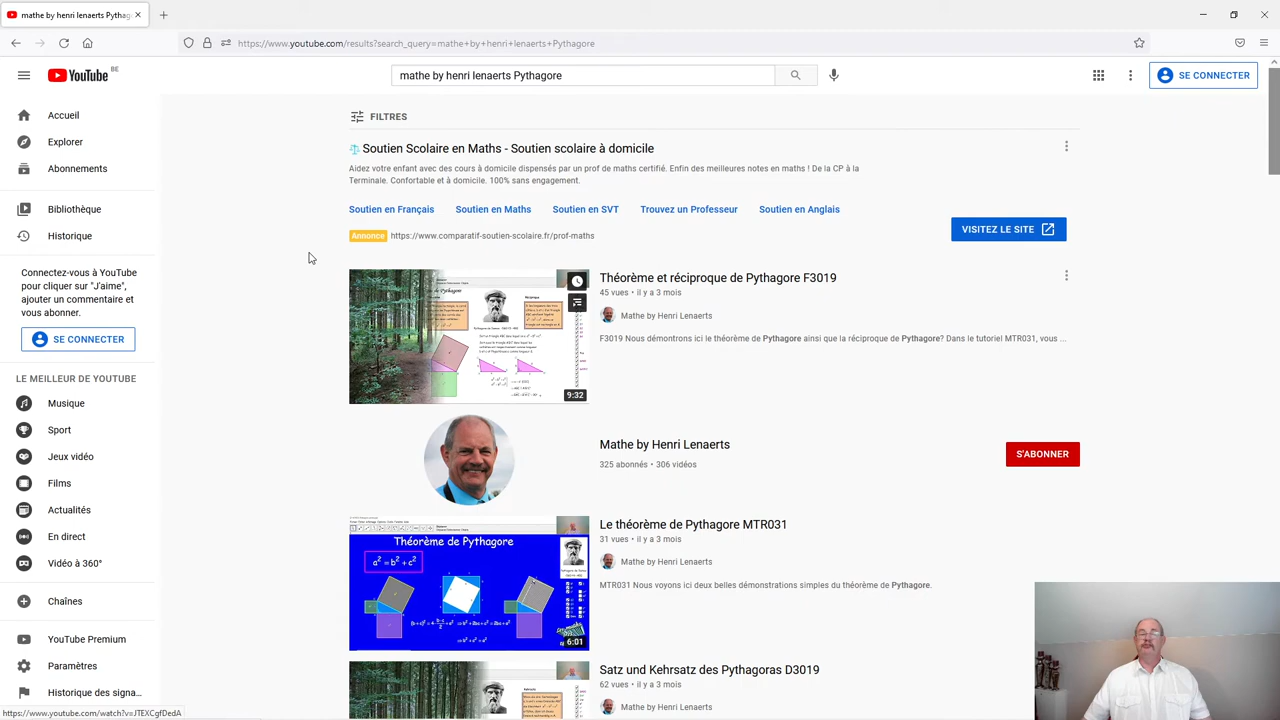 mathe by henri lenaerts Pythag
https://www.youtube.com/results?search_query=mathe+by+henri+lenaerts+Pythagore
YouTube BE
mathe by henri lenaerts Pythagore
SE CONNECTER
Accueil
Explorer
Abonnements
Bibliothèque
Historique
Connectez-vous à YouTube
pour cliquer sur "J'aime",
ajouter un commentaire et
vous abonner.
SE CONNECTER
LE MEILLEUR DE YOUTUBE
Musique
Sport
Jeux vidéo
Films
Actualités
En direct
Vidéo à 360°
Chaînes
YouTube Premium
Paramètres
Historique des signa...
https://www.youtube.com/watch?v=JTEXCgfDedA
FILTRES
Soutien Scolaire en Maths - Soutien scolaire à domicile
Aidez votre enfant avec des cours à domicile dispensés par un prof de maths certifié. Enfin des meilleures notes en maths ! De la CP à la
Terminale. Confortable et à domicile. 100% sans engagement.
Soutien en Français Soutien en Maths Soutien en SVT Trouvez un Professeur Soutien en Anglais
Annonce https://www.comparatif-soutien-scolaire.fr/prof-maths
VISITEZ LE SITE
9:32
Théorème et réciproque de Pythagore F3019
45 vues • il y a 3 mois
Mathe by Henri Lenaerts
F3019 Nous démontrons ici le théorème de Pythagore ainsi que la réciproque de Pythagore? Dans le tutoriel MTR031, vous ...
Mathe by Henri Lenaerts
325 abonnés • 306 vidéos
S'ABONNER
Théorème de Pythagore
a² = b² + c²
6:01
Le théorème de Pythagore MTR031
31 vues • il y a 3 mois
Mathe by Henri Lenaerts
MTR031 Nous voyons ici deux belles démonstrations simples du théorème de Pythagore.
Satz und Kehrsatz des Pythagoras D3019
62 vues • il y a 3 mois
Mathe by Henri Lenaerts